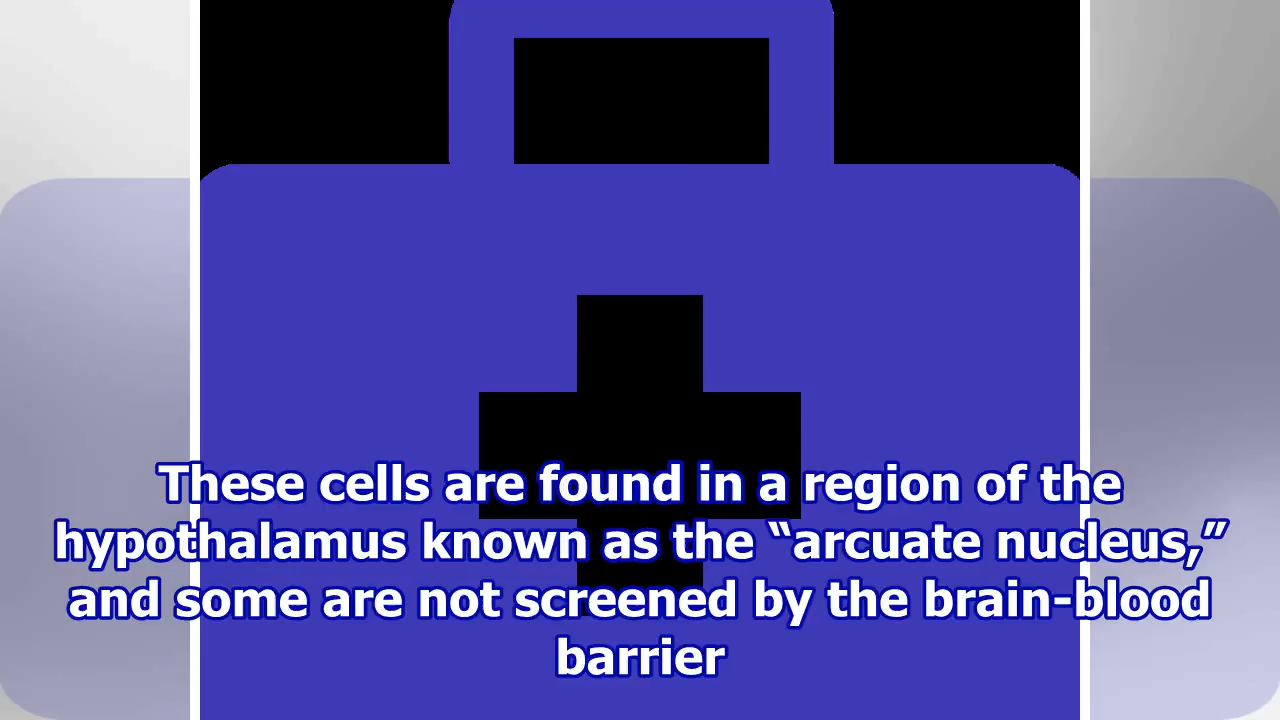 These cells are found in a region of the
hypothalamus known as the “arcuate nucleus,”
and some are not screened by the brain-blood
barrier